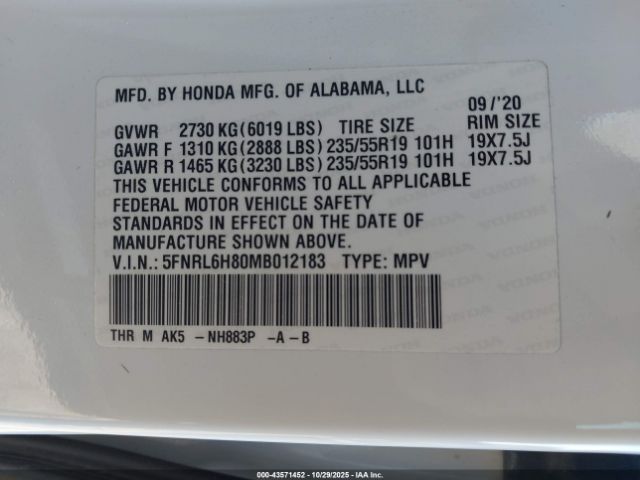 MFD. BY HONDA MFG. OF ALABAMA, LLC
09 /'20
GVWR 2730 KG(6019 LBS) TIRE SIZE RIM SIZE
GAWR F 1310 KG(2888 LBS) 235/55R19 101H 19X7.5J
GAWR R 1465 KG(3230 LBS) 235/55R19 101H 19X7.5J
THIS VEHICLE CONFORMS TO ALL APPLICABLE
FEDERAL MOTOR VEHICLE SAFETY
STANDARDS IN EFFECT ON THE DATE OF
MANUFACTURE SHOWN ABOVE.
V.I.N.: 5FNRL6H80MB012183 TYPE: MPV
THR M AK5 - NH883P -A-B
000-43571452 | 10/29/2025 | IAA Inc.